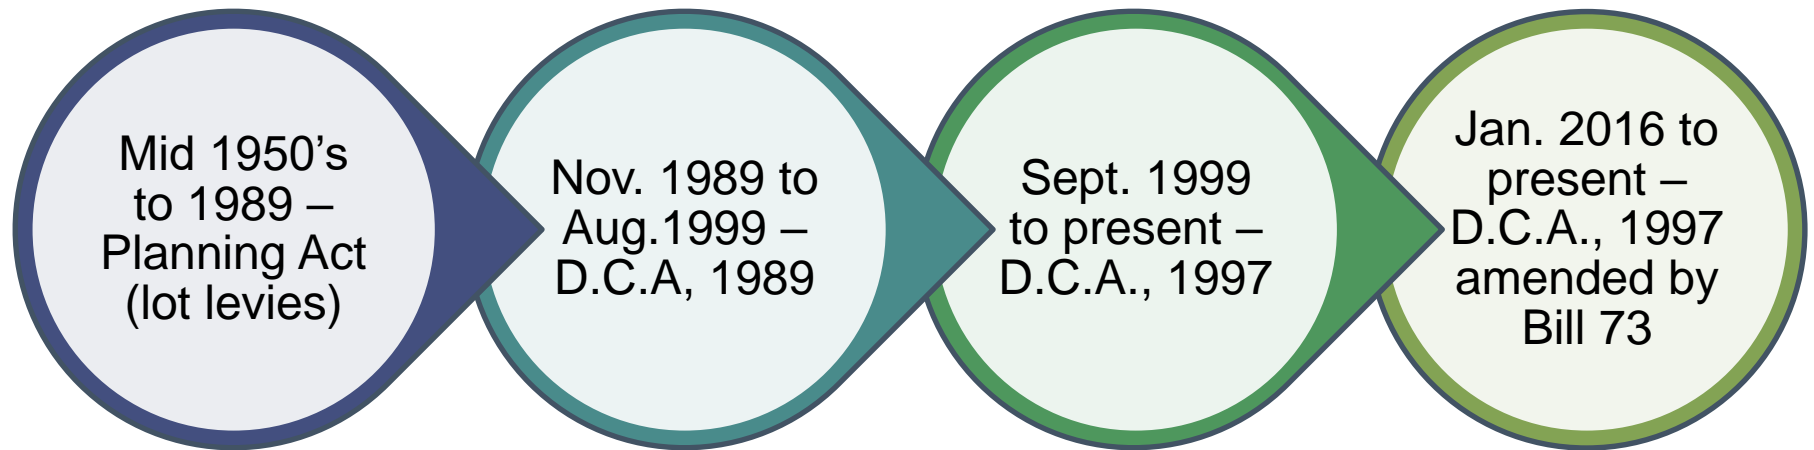 Mid 1950’s
to 1989 –
Planning Act
(lot levies)
Nov. 1989 to
Aug.1999 –
D.C.A, 1989
Sept. 1999
to present –
D.C.A., 1997
Jan. 2016 to
present –
D.C.A., 1997
amended by
Bill 73